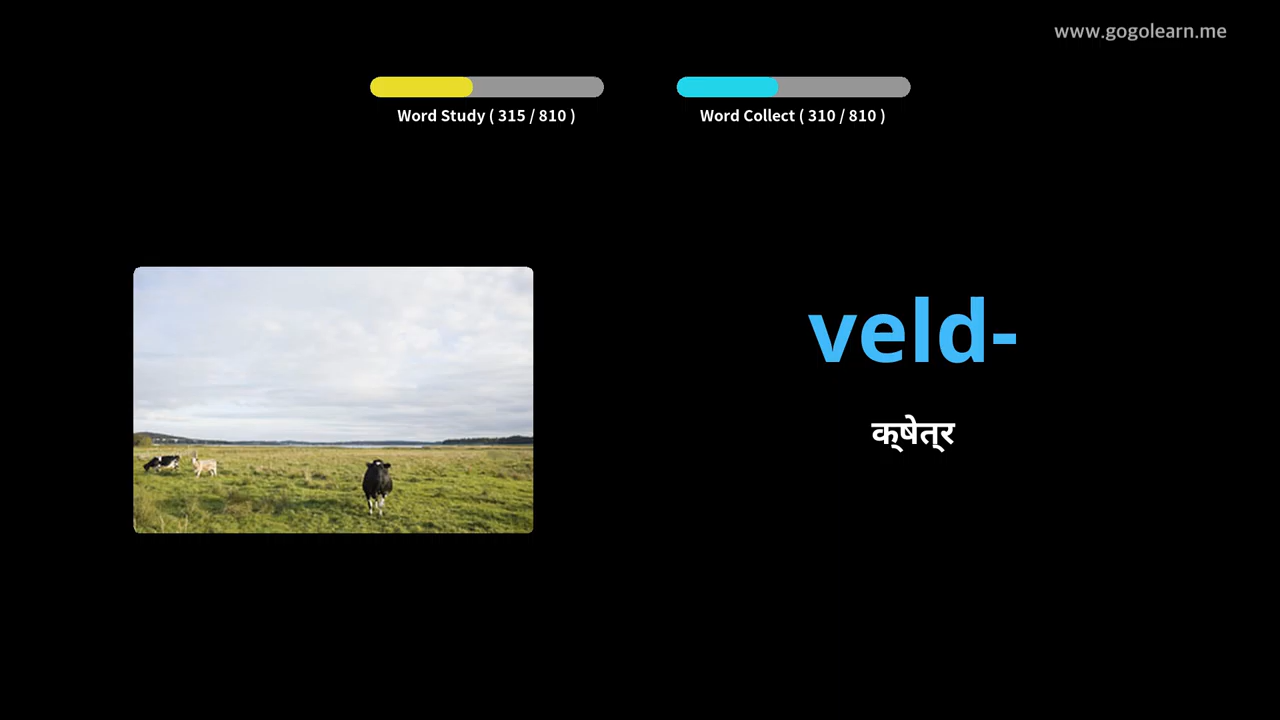 www.gogolearn.me
Word Study ( 315 / 810 )
Word Collect ( 310 / 810 )
veld-
क्षेत्र